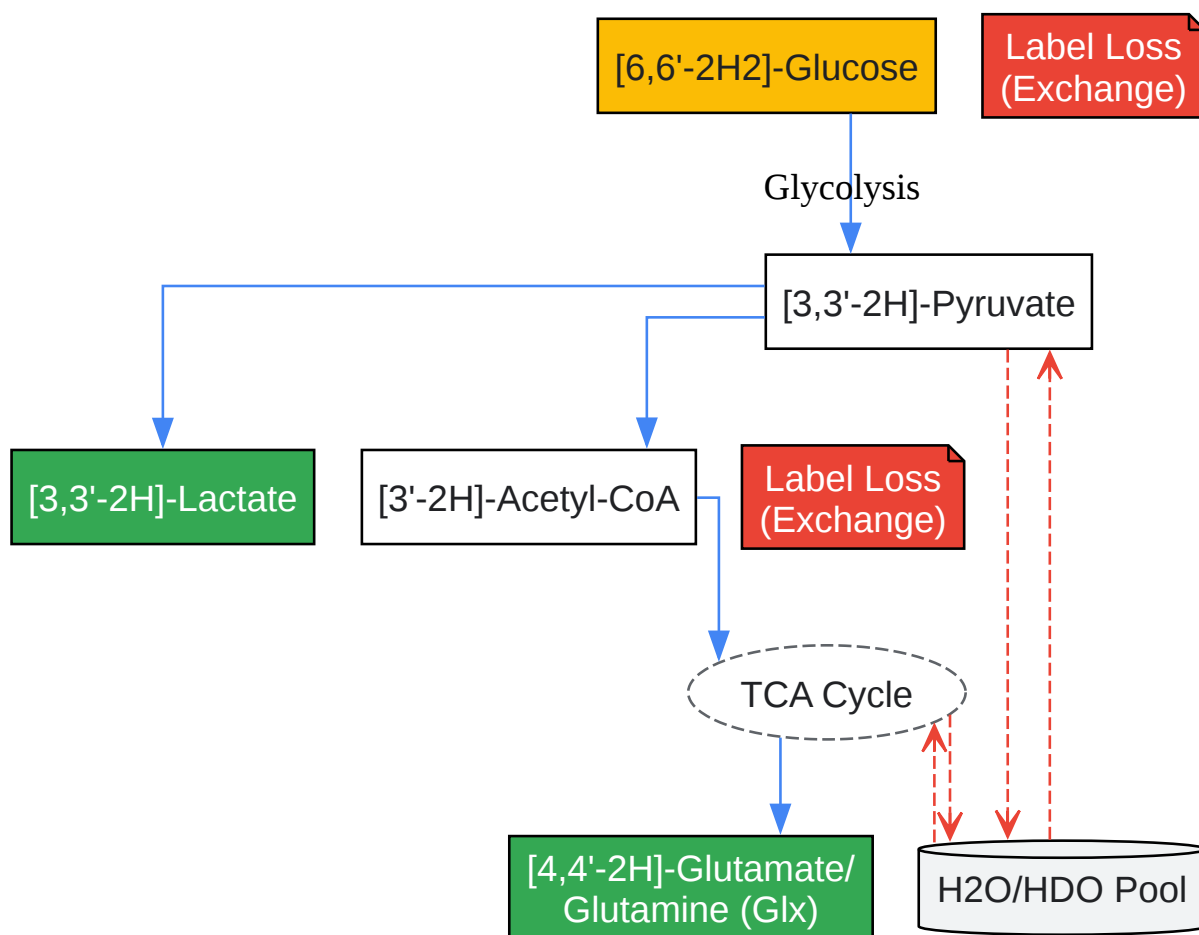 [6,6'-2H2]-Glucose
Label Loss
(Exchange)
Glycolysis
[3,3'-2H]-Pyruvate
[3,3'-2H]-Lactate
[3'-2H]-Acetyl-CoA
Label Loss
(Exchange)
TCA Cycle
[4,4'-2H]-Glutamate/
Glutamine (Glx)
H2O/HDO Pool